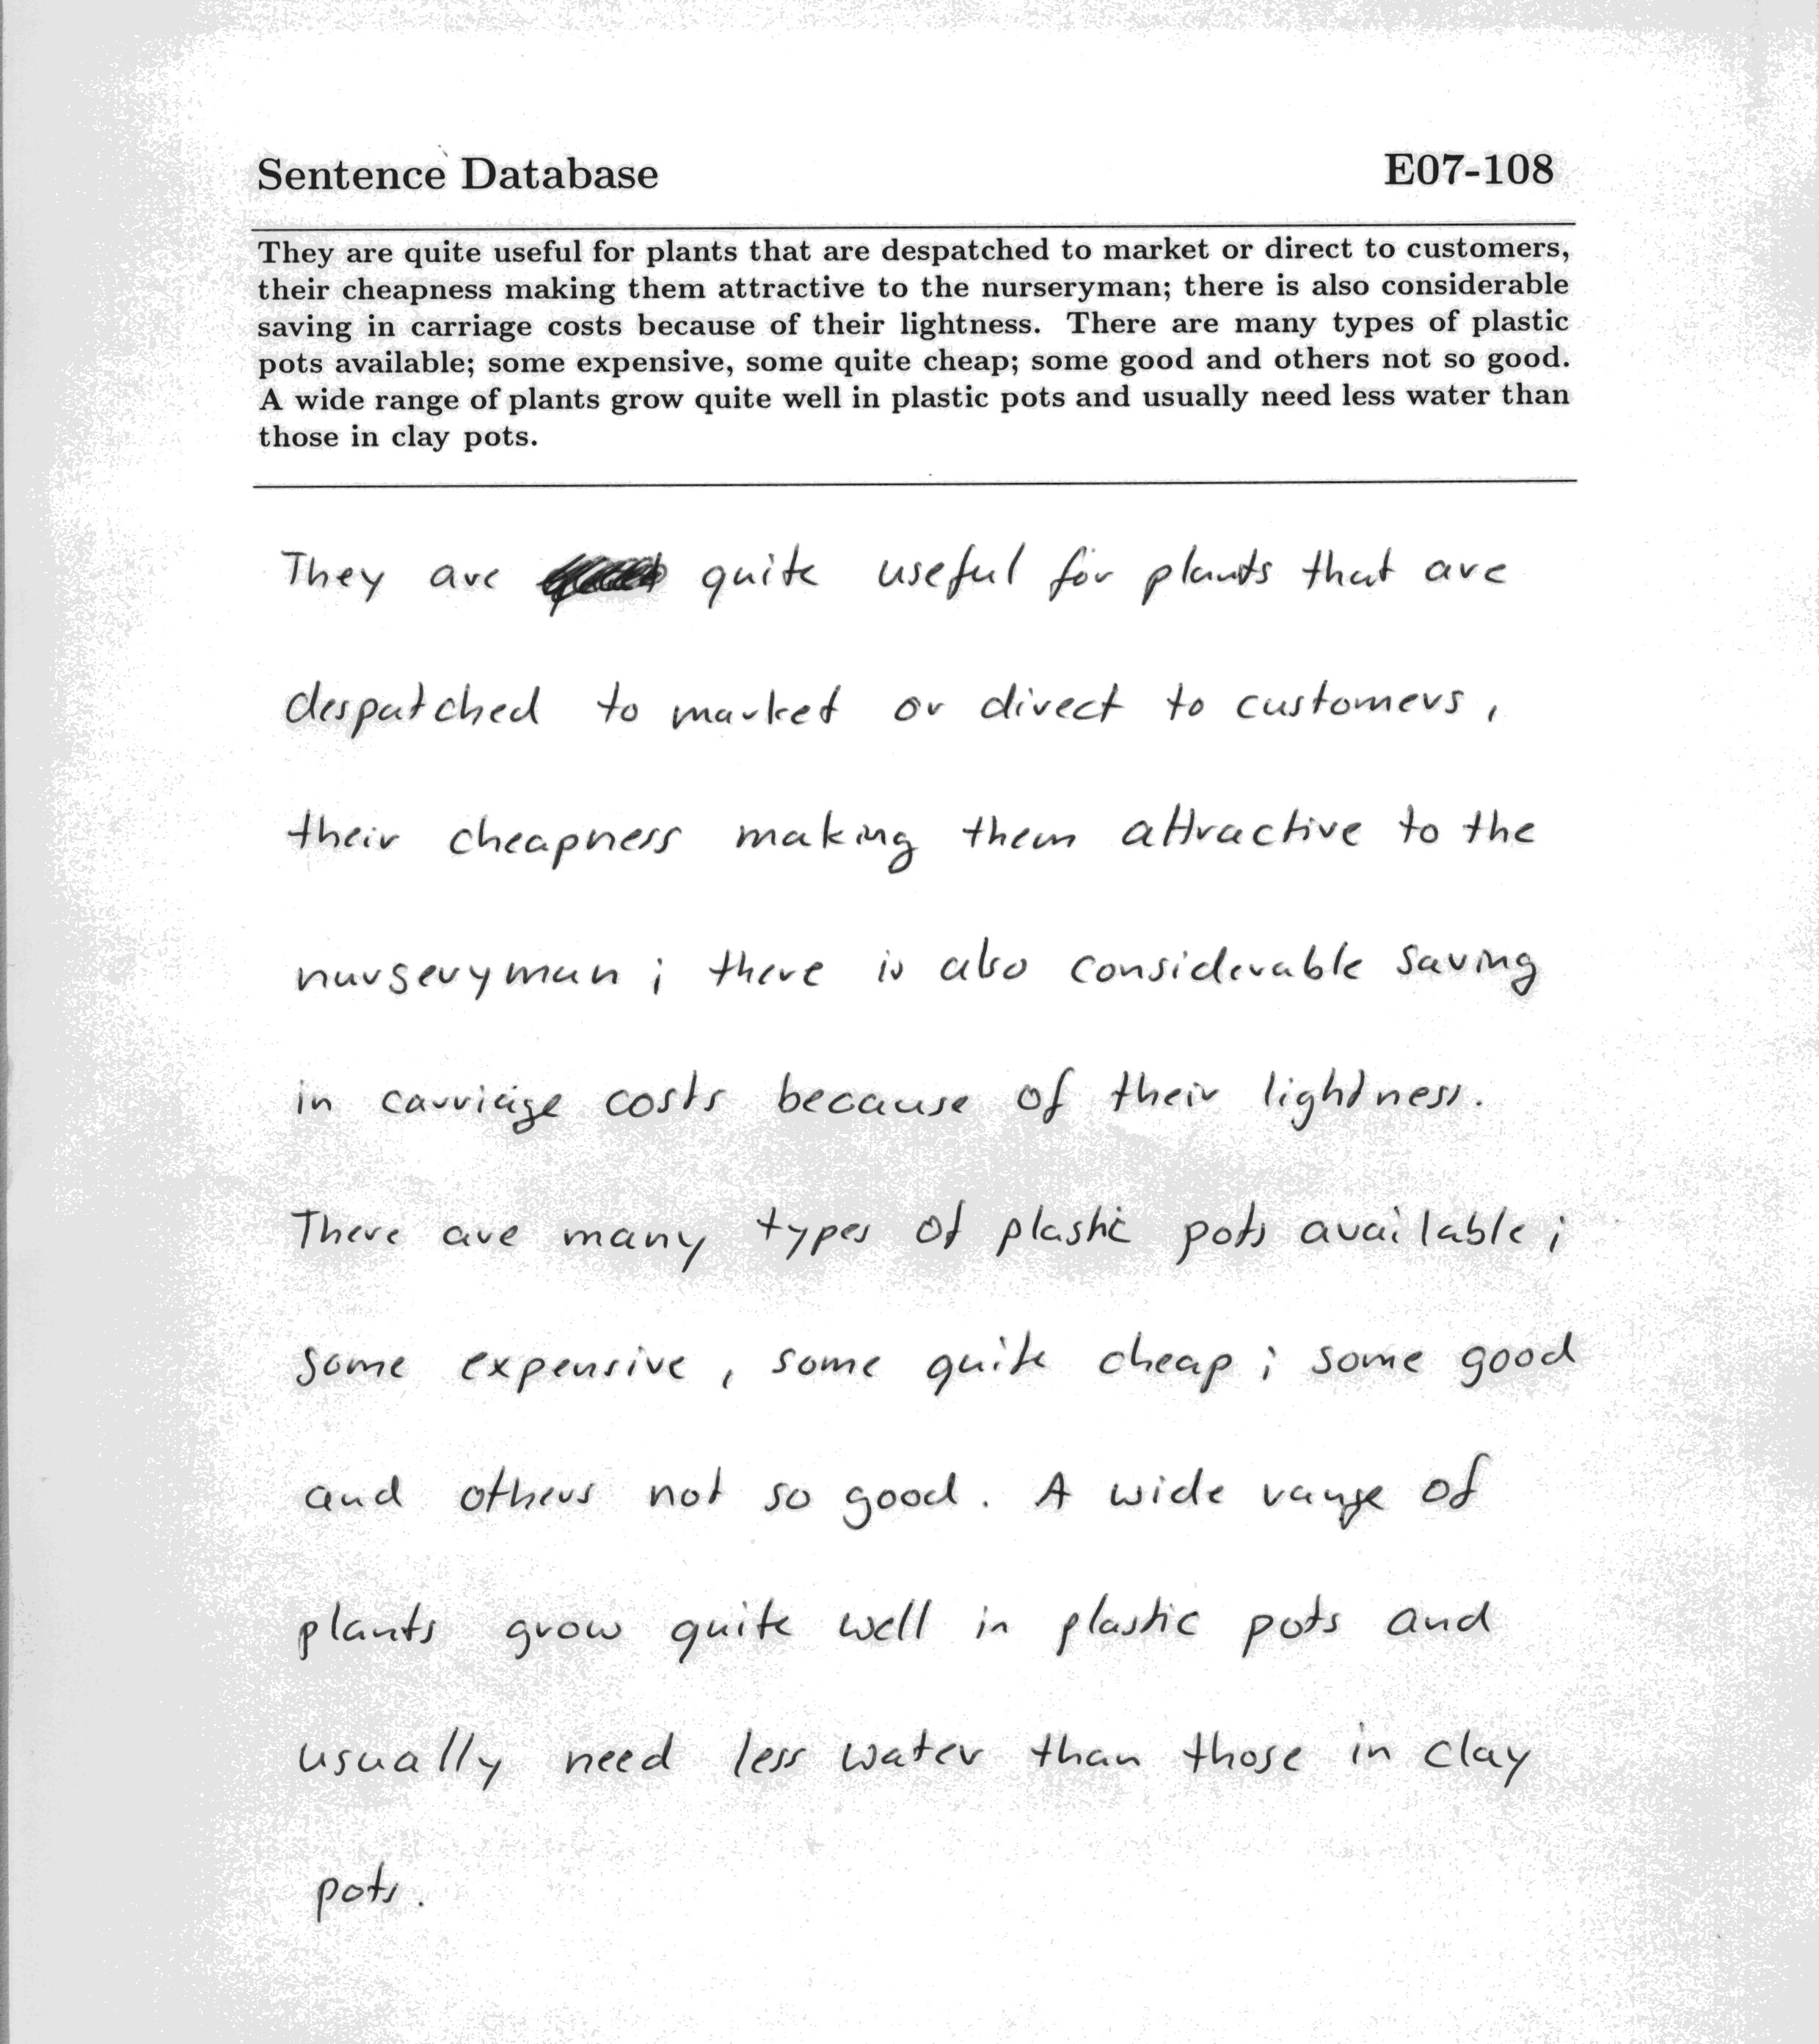 Sentence Database E07-108
They are quite useful for plants that are despatched to market or direct to customers,
their cheapness making them attractive to the nurseryman; there is also considerable
saving in carriage costs because of their lightness. There are many types of plastic
pots available; some expensive, some quite cheap; some good and others not so good.
A wide range of plants grow quite well in plastic pots and usually need less water than
those in clay pots.
They are quite useful for plants that are
despatched to market or direct to customers,
their cheapness making them attractive to the
nurseryman; there is also considerable saving
in carriage costs because of their lightness.
There are many types of plastic pots available;
some expensive, some quite cheap; some good
and others not so good. A wide range of
plants grow quite well in plastic pots and
usually need less water than those in clay
pots.